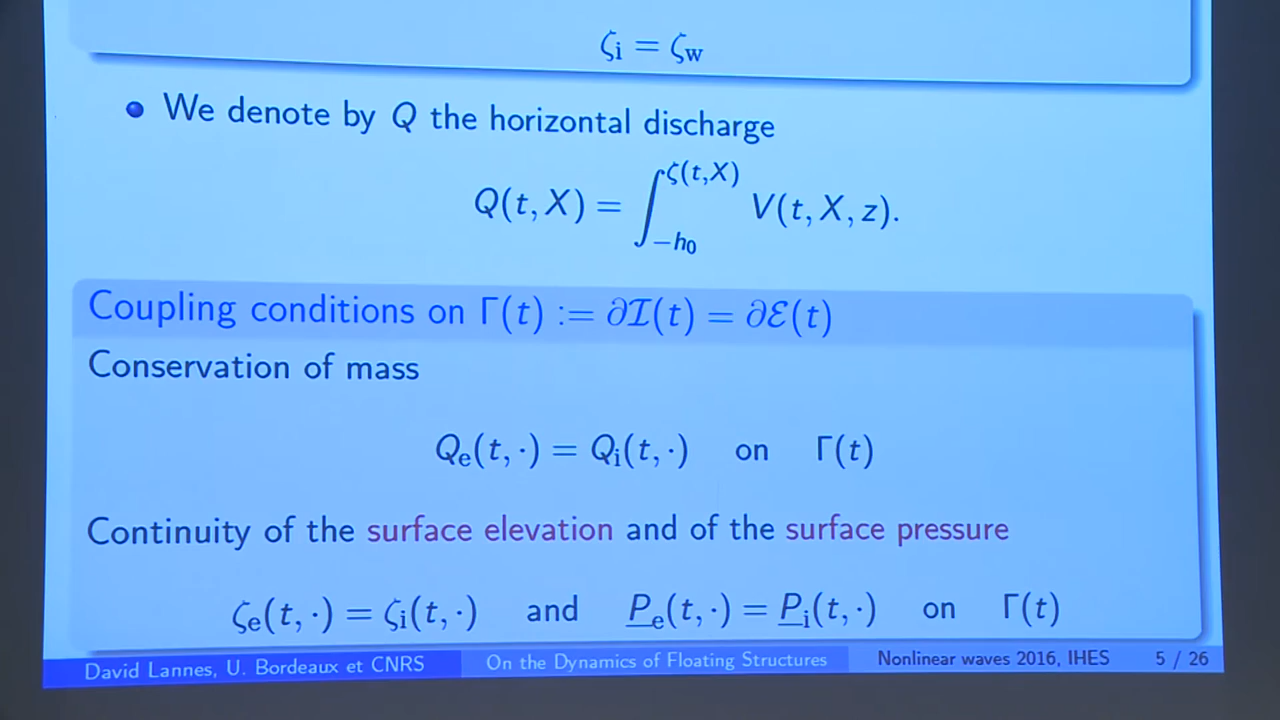 ζi = ζw
We denote by Q the horizontal discharge
Q(t, X) = ∫_{−h0}^{ζ(t,X)} V(t, X, z).
Coupling conditions on Γ(t) := ∂I(t) = ∂E(t)
Conservation of mass
Qe(t, ·) = Qi(t, ·) on Γ(t)
Continuity of the surface elevation and of the surface pressure
ζe(t, ·) = ζi(t, ·) and P̲e(t, ·) = P̲i(t, ·) on Γ(t)
David Lannes, U. Bordeaux et CNRS On the Dynamics of Floating Structures Nonlinear waves 2016, IHES 5 / 26